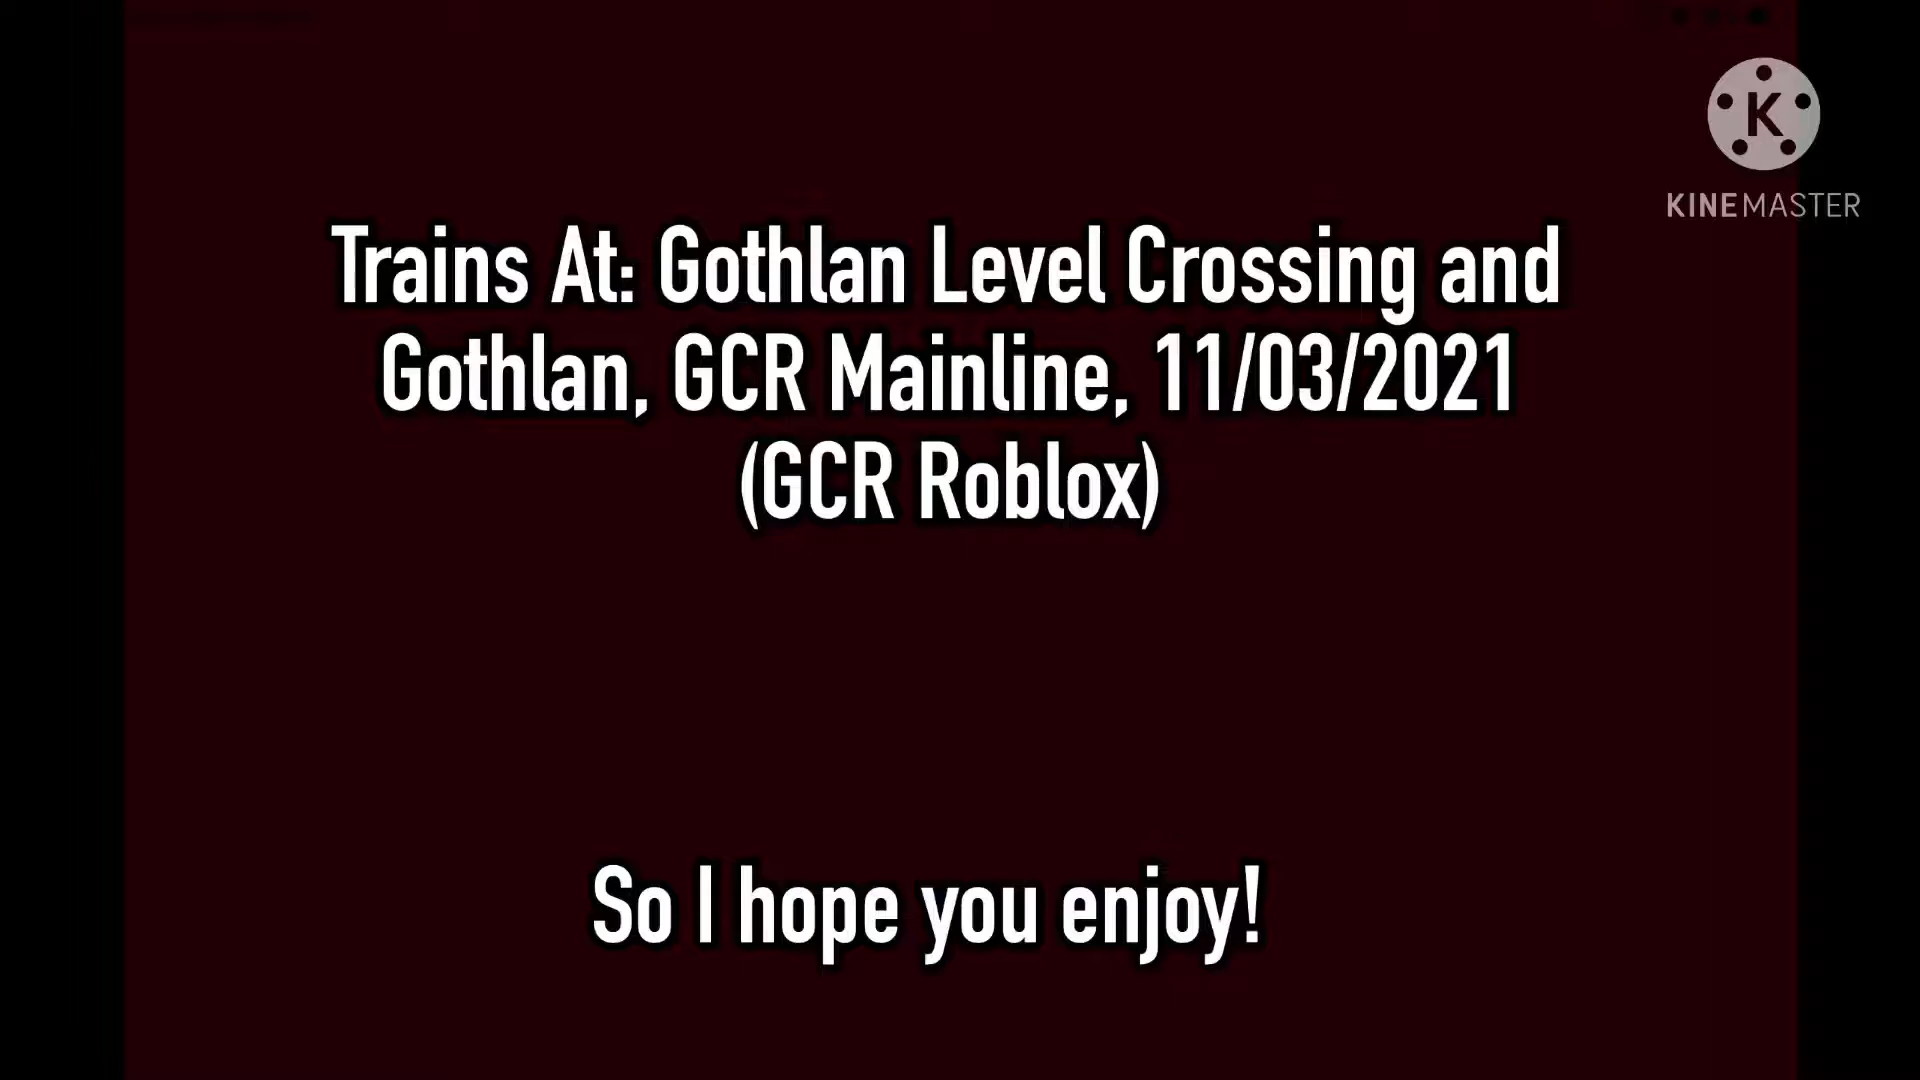 K
KINEMASTER
Trains At: Gothlan Level Crossing and
Gothlan, GCR Mainline, 11/03/2021
(GCR Roblox)
So I hope you enjoy!